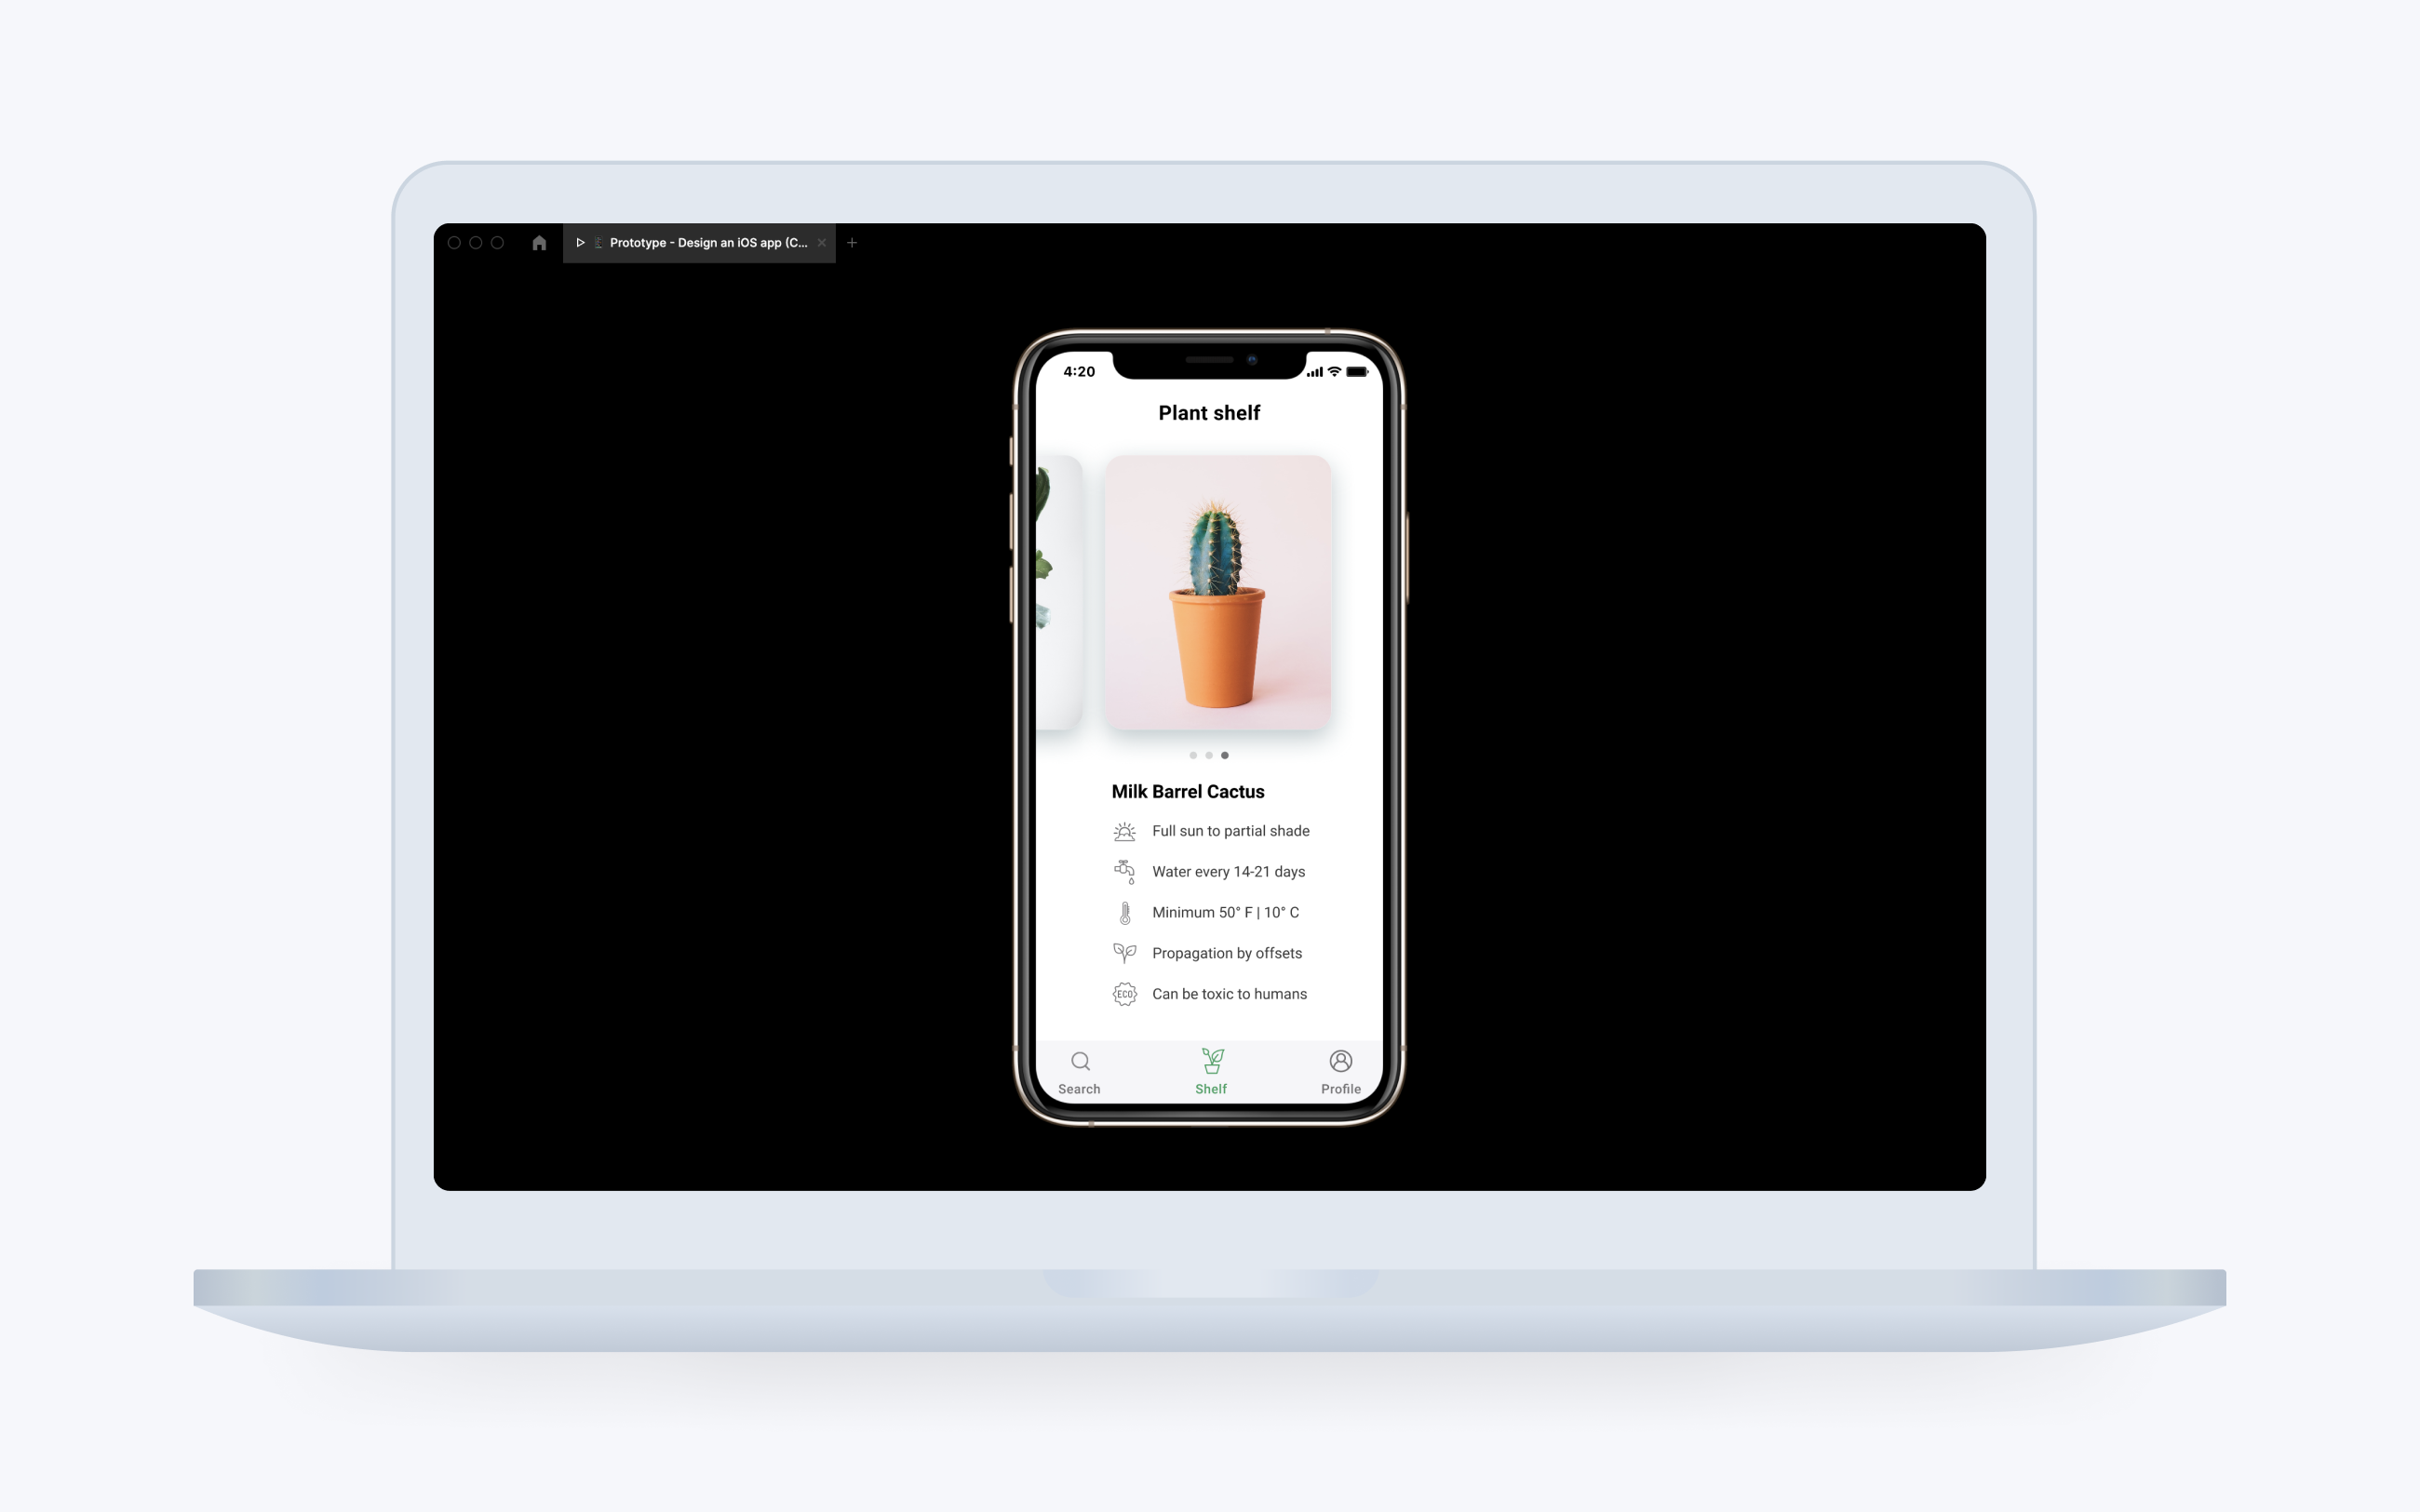 Prototype - Design an iOS app (C...
4:20
Plant shelf
Milk Barrel Cactus
Full sun to partial shade
Water every 14-21 days
Minimum 50° F | 10° C
Propagation by offsets
ECO
Can be toxic to humans
Search
Shelf
Profile